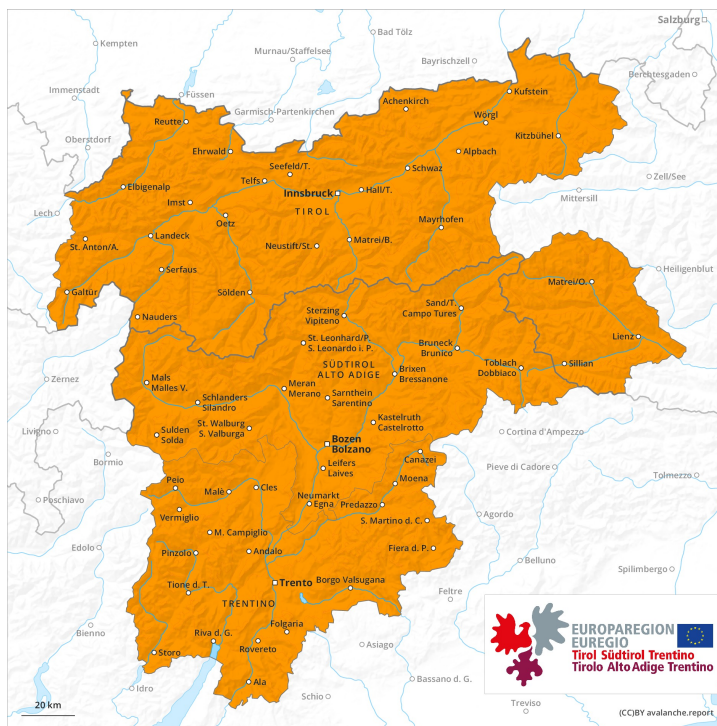 Salzburg
Kempten
Bad Tölz
Murnau/Staffelsee
Bayrischzell
Berchtesgaden
Immenstadt
Füssen
Garmisch-Partenkirchen
Achenkirch
Kufstein
Reutte
Wörgl
Oberstdorf
Ehrwald
Kitzbühel
Alpbach
Seefeld/T.
Schwaz
Zell/See
Elbigenalp
Telfs
Innsbruck
Hall/T.
Mittersill
Imst
TIROL
Lech
Oetz
Mayrhofen
St. Anton/A.
Landeck
Neustift/St.
Matrei/B.
Serfaus
Heiligenblut
Galtür
Sölden
Matrei/O.
Nauders
Sterzing
Vipiteno
Sand/T.
Campo Tures
Lienz
St. Leonhard/P.
S. Leonardo i. P.
Bruneck
Brunico
SÜDTIROL
ALTO ADIGE
Brixen
Bressanone
Toblach
Dobbiaco
Sillian
Zernez
Mals
Malles V.
Meran
Merano
Sarnthein
Sarentino
Schlanders
Silandro
St. Walburg
S. Valburga
Kastelruth
Castelrotto
Livigno
Sulden
Solda
Cortina d'Ampezzo
Bozen
Bolzano
Bormio
Canazei
Pieve di Cadore
Leifers
Laives
Tolmezzo
Peio
Moena
Malè
Cles
Poschiavo
Neumarkt
Egna
Predazzo
Vermiglio
Agordo
S. Martino d. C.
M. Campiglio
Edolo
Pinzolo
Andalo
Fiera d. P.
Belluno
Spilimbergo
Trento
Tione d. T.
Borgo Valsugana
Feltre
TRENTINO
Folgaria
Bienno
Riva d. G.
Rovereto
Asiago
Storo
Bassano d. G.
Ala
Idro
Schio
Treviso
EUROPAREGION
EUREGIO
Tirol Südtirol Trentino
Tirolo Alto Adige Trentino
20 km
(CC)BY avalanche.report